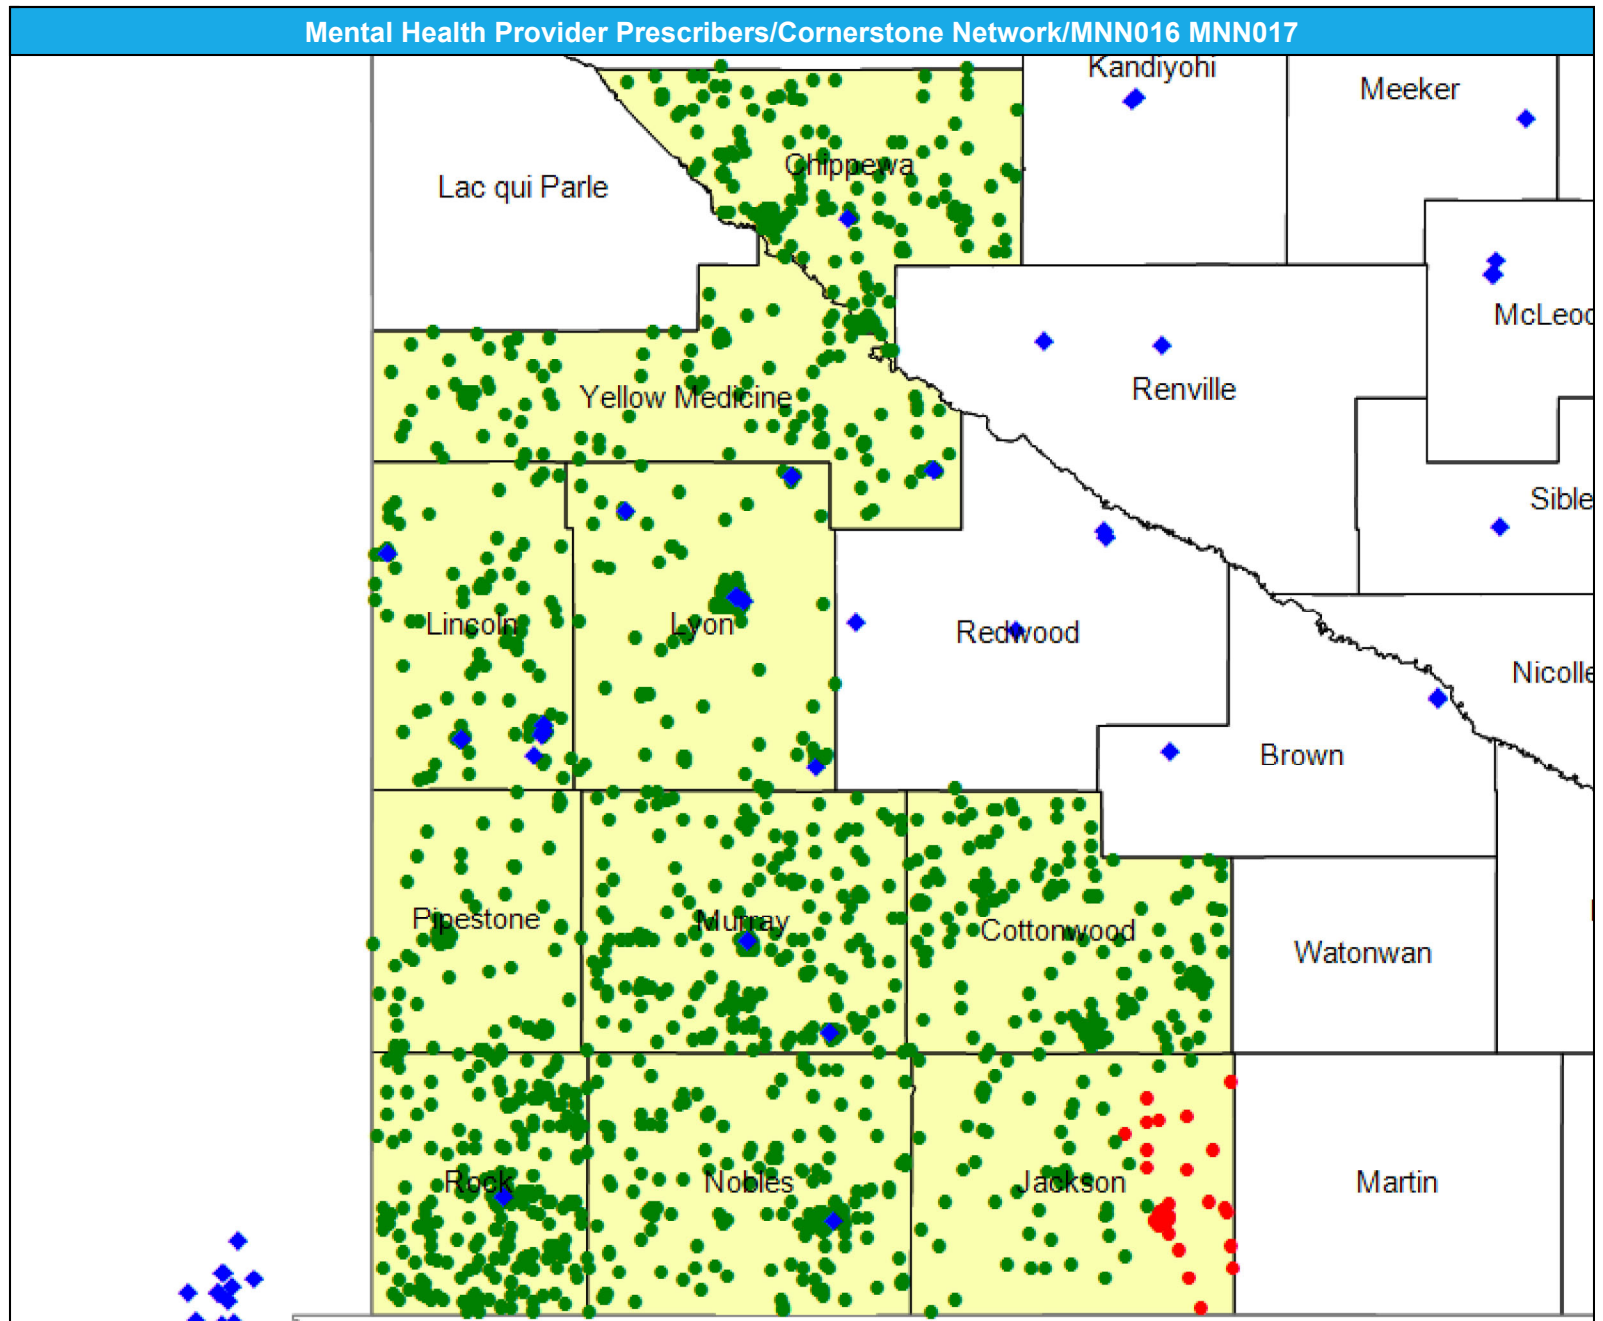 Mental Health Provider Prescribers/Cornerstone Network/MNN016 MNN017
Kandiyohi
Meeker
Chippewa
Lac qui Parle
McLeod
Renville
Yellow Medicine
Sible
Lincoln
Lyon
Redwood
Nicolle
Brown
Pipestone
Murray
Cottonwood
Watonwan
Rock
Nobles
Jackson
Martin